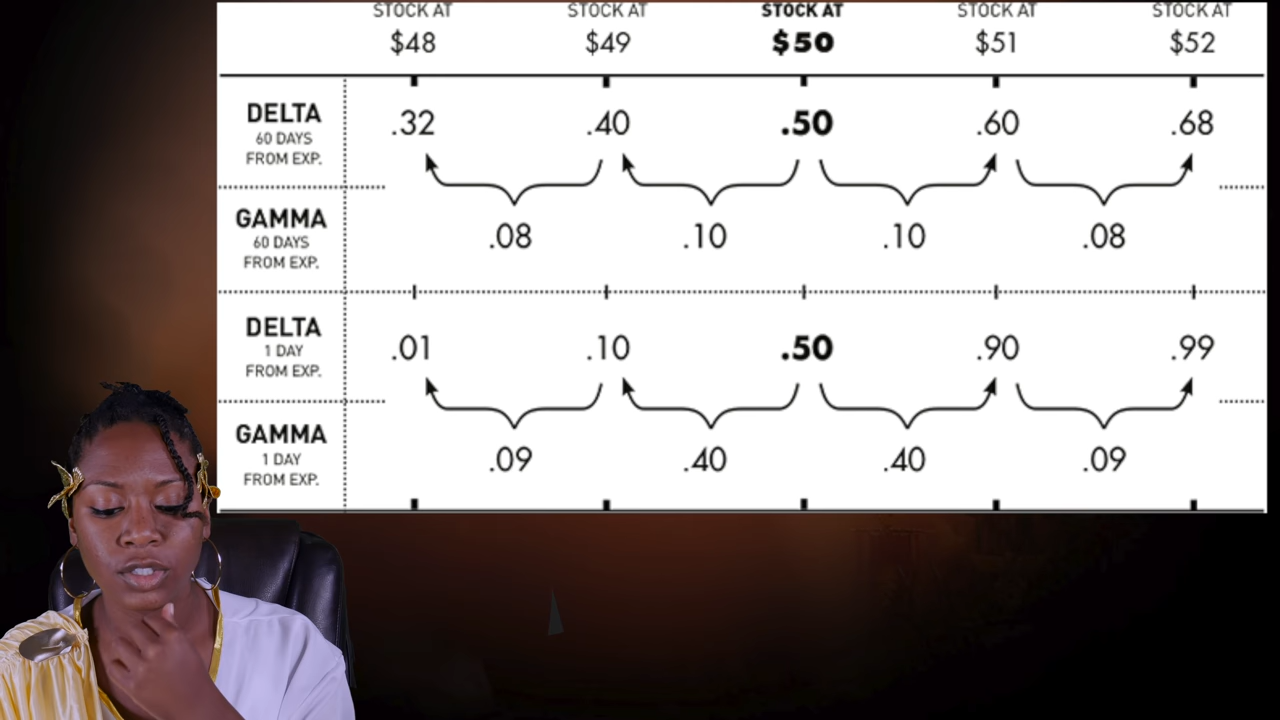 STOCK AT STOCK AT STOCK AT STOCK AT STOCK AT
$48 $49 $50 $51 $52
DELTA
60 DAYS
FROM EXP.
.32 .40 .50 .60 .68
GAMMA
60 DAYS
FROM EXP.
.08 .10 .10 .08
DELTA
1 DAY
FROM EXP.
.01 .10 .50 .90 .99
GAMMA
1 DAY
FROM EXP.
.09 .40 .40 .09